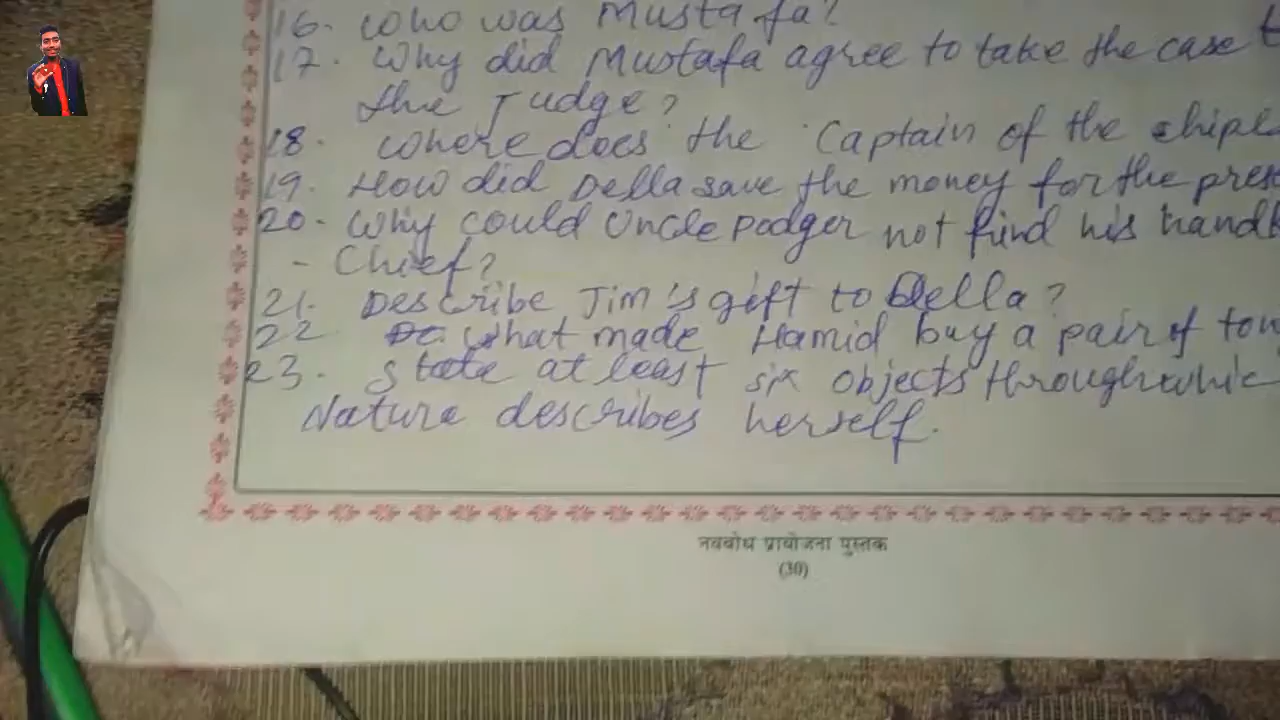 16. Who was Mustafa?
17. Why did Mustafa agree to take the case
the Judge?
18. Where does the Captain of the
19. How did Della save the money for the
20. Why could Uncle Podger not find his
- Chief?
21. Describe Jim's gift to Della?
22 What made Hamid buy a pair of
23. State at least six objects through
Nature describes herself.
नवबोध प्रायोजना पुस्तक
(30)